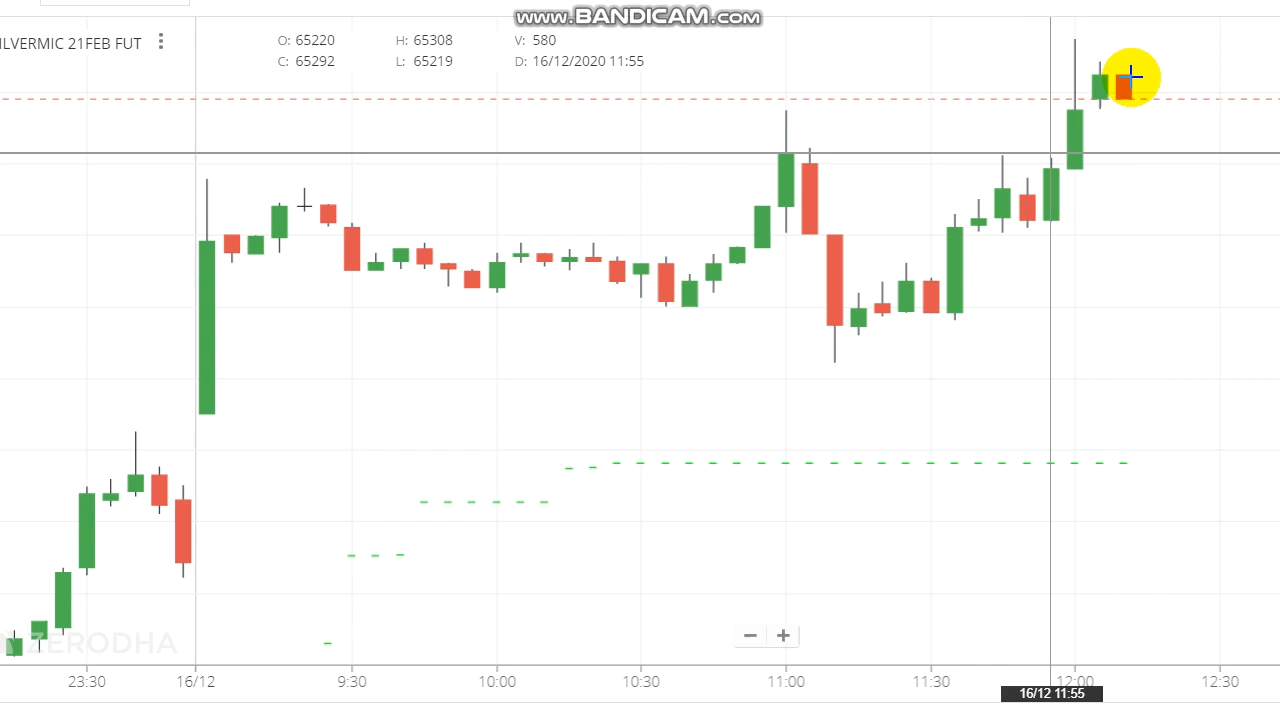 www.BANDICAM.com
ILVERMIC 21FEB FUT
O: 65220 H: 65308 V: 580
C: 65292 L: 65219 D: 16/12/2020 11:55
ZERODHA
23:30 16/12 9:30 10:00 10:30 11:00 11:30 12:00 12:30
16/12 11:55